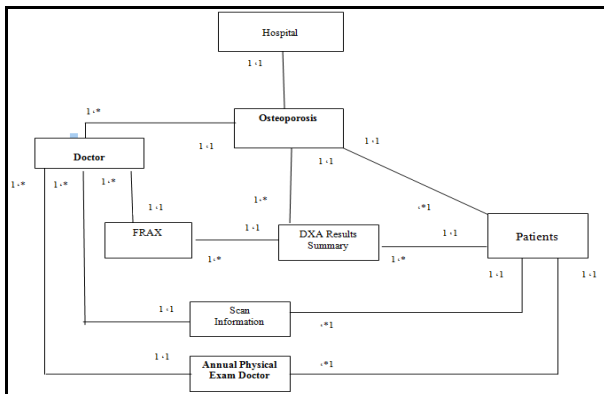 Hospital
1 ، 1
1 ، *
Osteoporosis
1 ، 1
1 ، 1
1 ، 1
Doctor
1 ، *
1 ، *
1 ، *
1 ، *
، *1
1 ، 1
FRAX
1 ، 1
DXA Results
Summary
1 ، 1
Patients
1 ، *
1 ، *
1 ، 1
1 ، 1
1 ، 1
Scan
Information
، *1
1 ، 1
Annual Physical
Exam Doctor
، *1